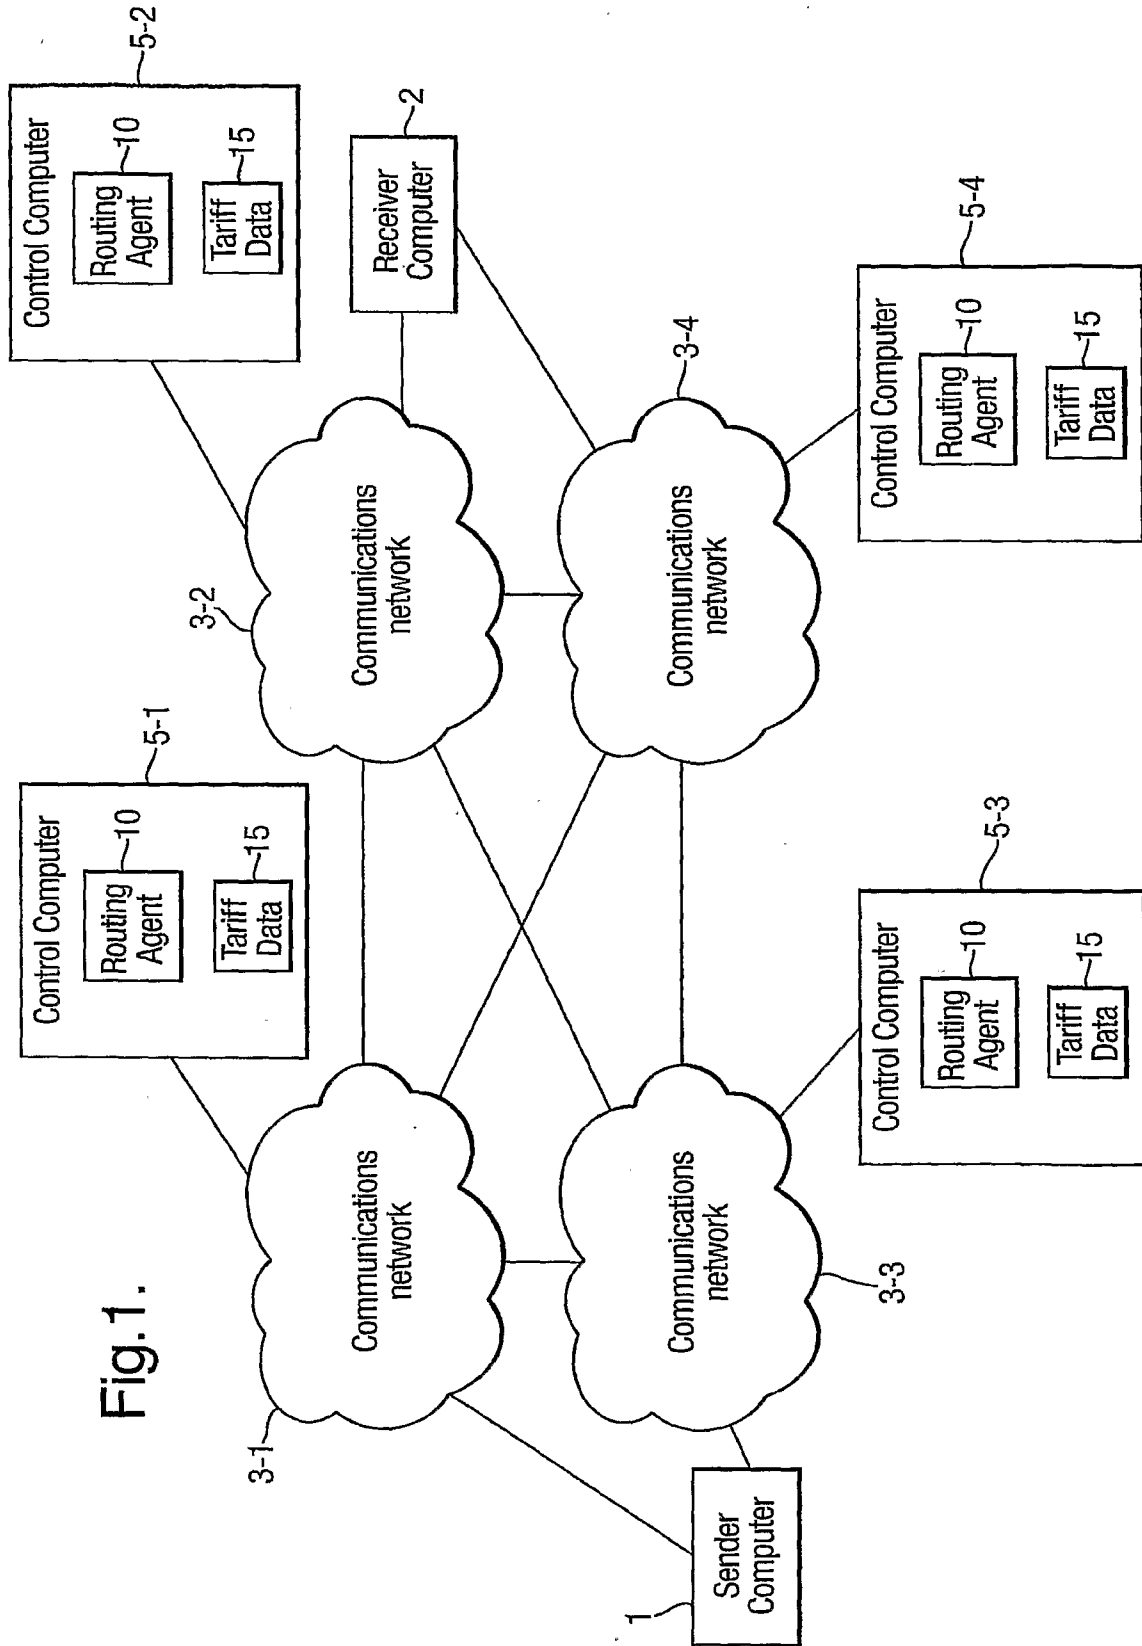 Fig.1.
Control Computer
5-1
Routing
Agent
10
Tariff
Data
15
Control Computer
5-2
Routing
Agent
10
Tariff
Data
15
3-1
Communications
network
3-2
Communications
network
Receiver
Computer
2
1
Sender
Computer
Communications
network
3-3
Communications
network
3-4
Control Computer
5-3
Routing
Agent
10
Tariff
Data
15
Control Computer
5-4
Routing
Agent
10
Tariff
Data
15